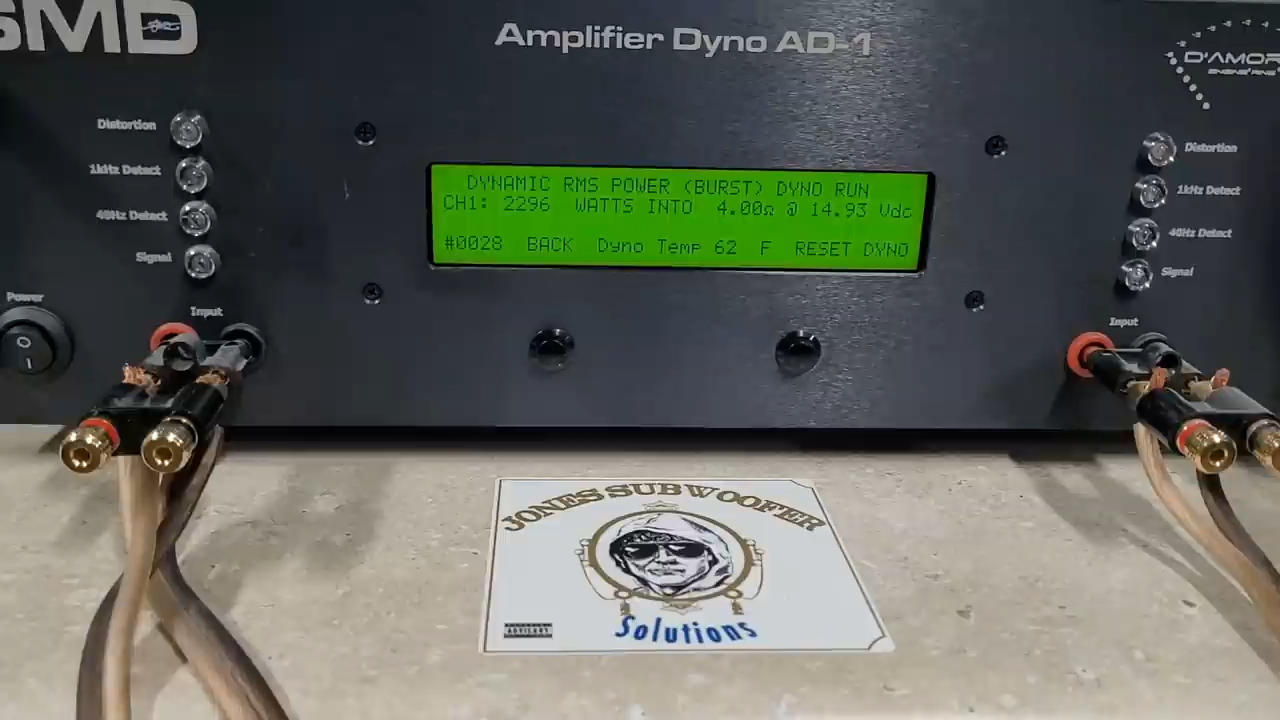 SMD
Amplifier Dyno AD-1
D'AMOR
Distortion
1kHz Detect
40Hz Detect
Signal
Input
Power
O
I
DYNAMIC RMS POWER (BURST) DYNO RUN
CH1: 2296 WATTS INTO 4.00Ω @ 14.93 Vdc
#0028 BACK Dyno Temp 62 F RESET DYNO
Distortion
1kHz Detect
40Hz Detect
Signal
Input
JONES SUBWOOFER
Solutions
ADVISORY